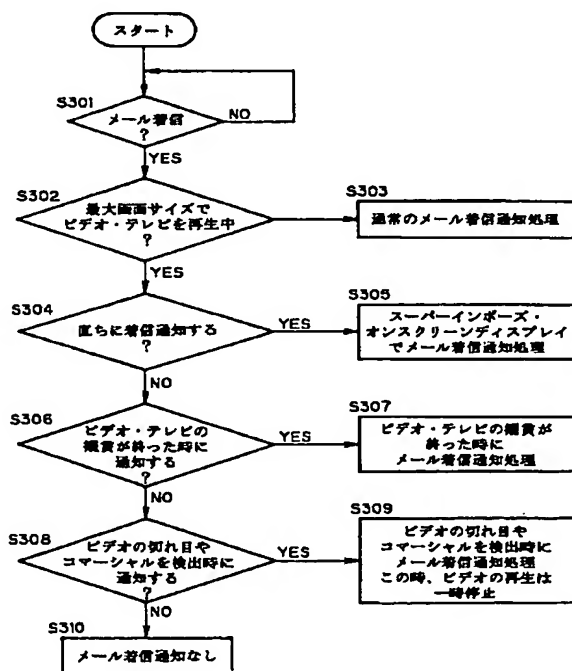 スタート
S301
メール着信
?
NO
YES
S302
最大画面サイズで
ビデオ・テレビを再生中
?
S303
通常のメール着信通知処理
YES
S304
直ちに着信通知する
?
YES
S305
スーパーインポーズ・
オンスクリーンディスプレイ
でメール着信通知処理
NO
S306
ビデオ・テレビの
視聴が
終った時に
通知する
?
YES
S307
ビデオ・テレビの視聴が
終った時に
メール着信通知処理
NO
S308
ビデオの切れ目や
コマーシャルを検出時に
通知する
?
YES
S309
ビデオの切れ目や
コマーシャルを検出時に
メール着信通知処理
この時、ビデオの再生は
一時停止
NO
S310
メール着信通知なし